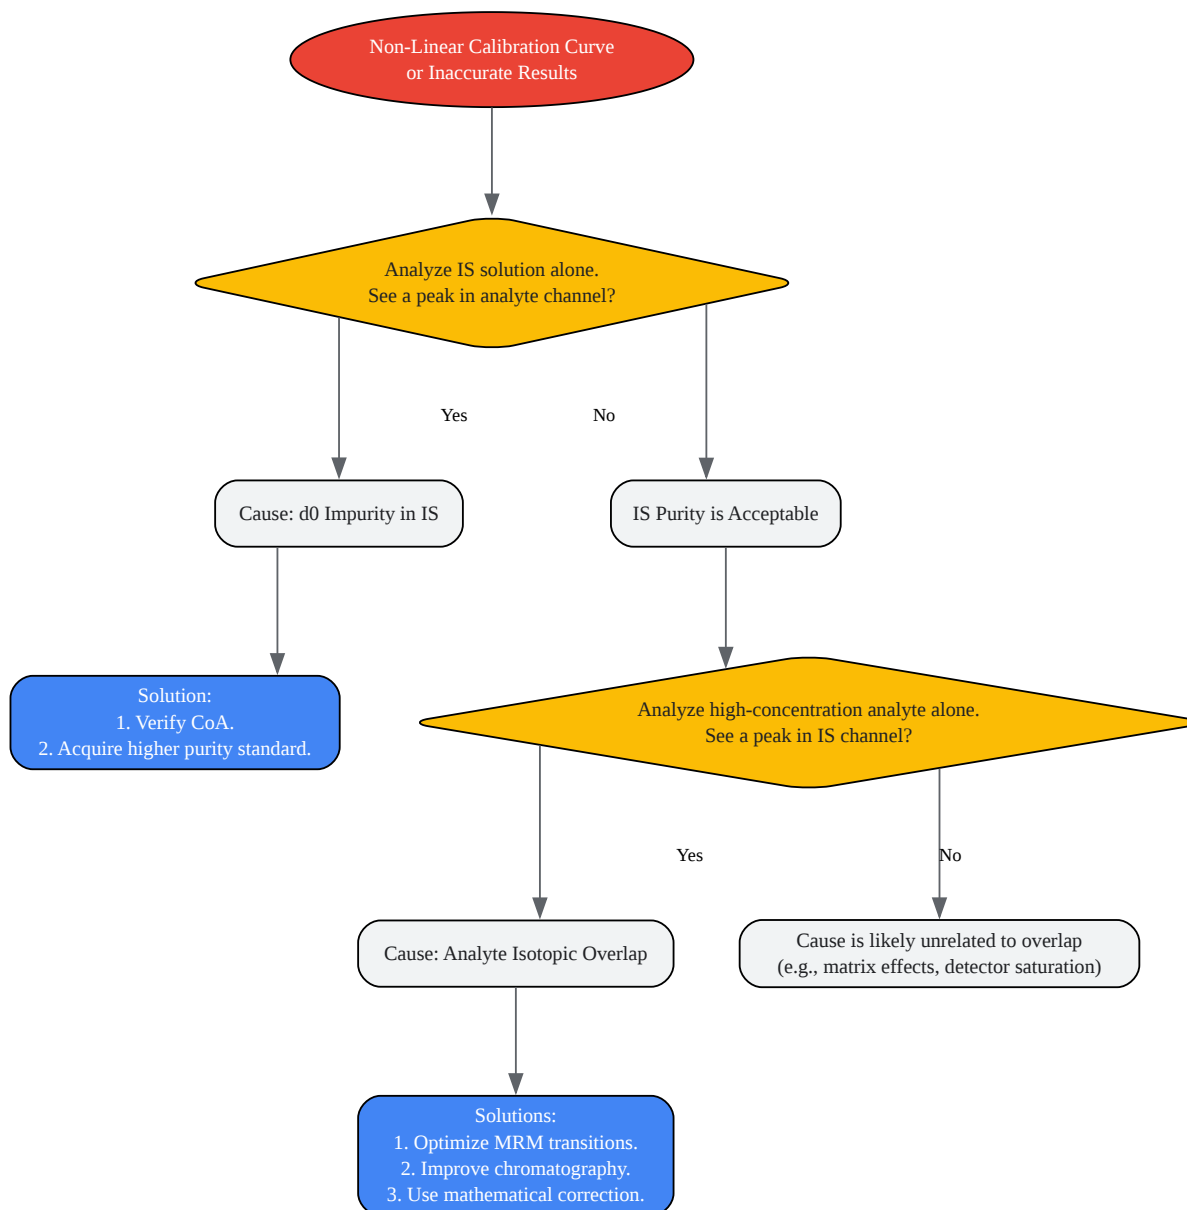 Non-Linear Calibration Curve
or Inaccurate Results
Analyze IS solution alone.
See a peak in analyte channel?
Yes
No
Cause: d0 Impurity in IS
IS Purity is Acceptable
Solution:
1. Verify CoA.
2. Acquire higher purity standard.
Analyze high-concentration analyte alone.
See a peak in IS channel?
Yes
No
Cause: Analyte Isotopic Overlap
Cause is likely unrelated to overlap
(e.g., matrix effects, detector saturation)
Solutions:
1. Optimize MRM transitions.
2. Improve chromatography.
3. Use mathematical correction.